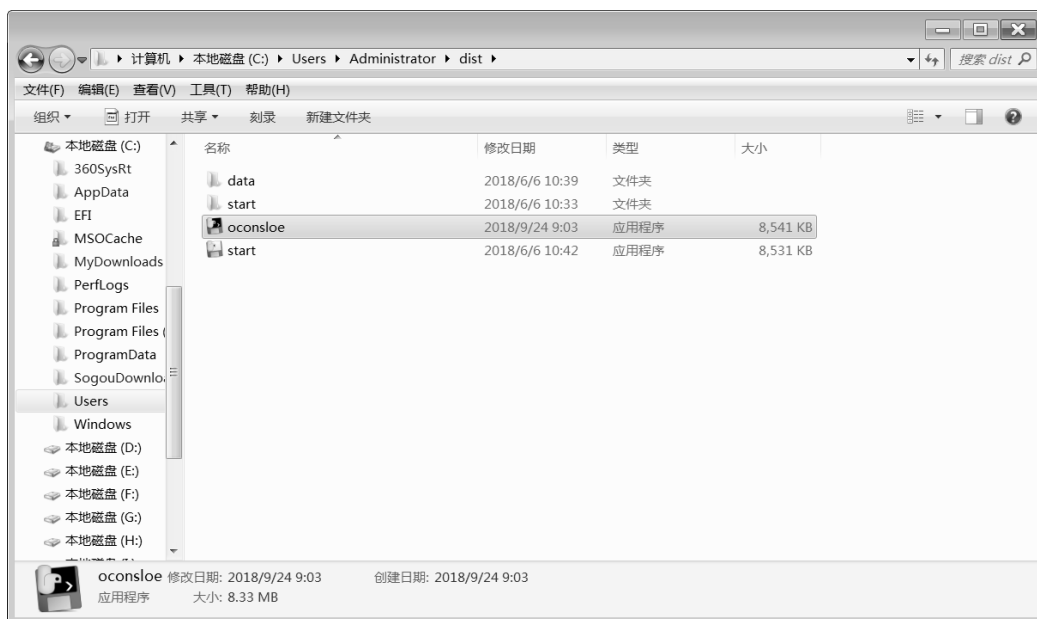 计算机 本地磁盘 (C:) Users Administrator dist 搜索 dist
文件(F) 编辑(E) 查看(V) 工具(T) 帮助(H)
组织 打开 共享 刻录 新建文件夹
本地磁盘 (C:)
360SysRt
AppData
EFI
MSOCache
MyDownloads
PerfLogs
Program Files
Program Files (
ProgramData
SogouDownlo
Users
Windows
本地磁盘 (D:)
本地磁盘 (E:)
本地磁盘 (F:)
本地磁盘 (G:)
本地磁盘 (H:)
名称 修改日期 类型 大小
data 2018/6/6 10:39 文件夹
start 2018/6/6 10:33 文件夹
oconsloe 2018/9/24 9:03 应用程序 8,541 KB
start 2018/6/6 10:42 应用程序 8,531 KB
oconsloe 修改日期: 2018/9/24 9:03 创建日期: 2018/9/24 9:03
应用程序 大小: 8.33 MB